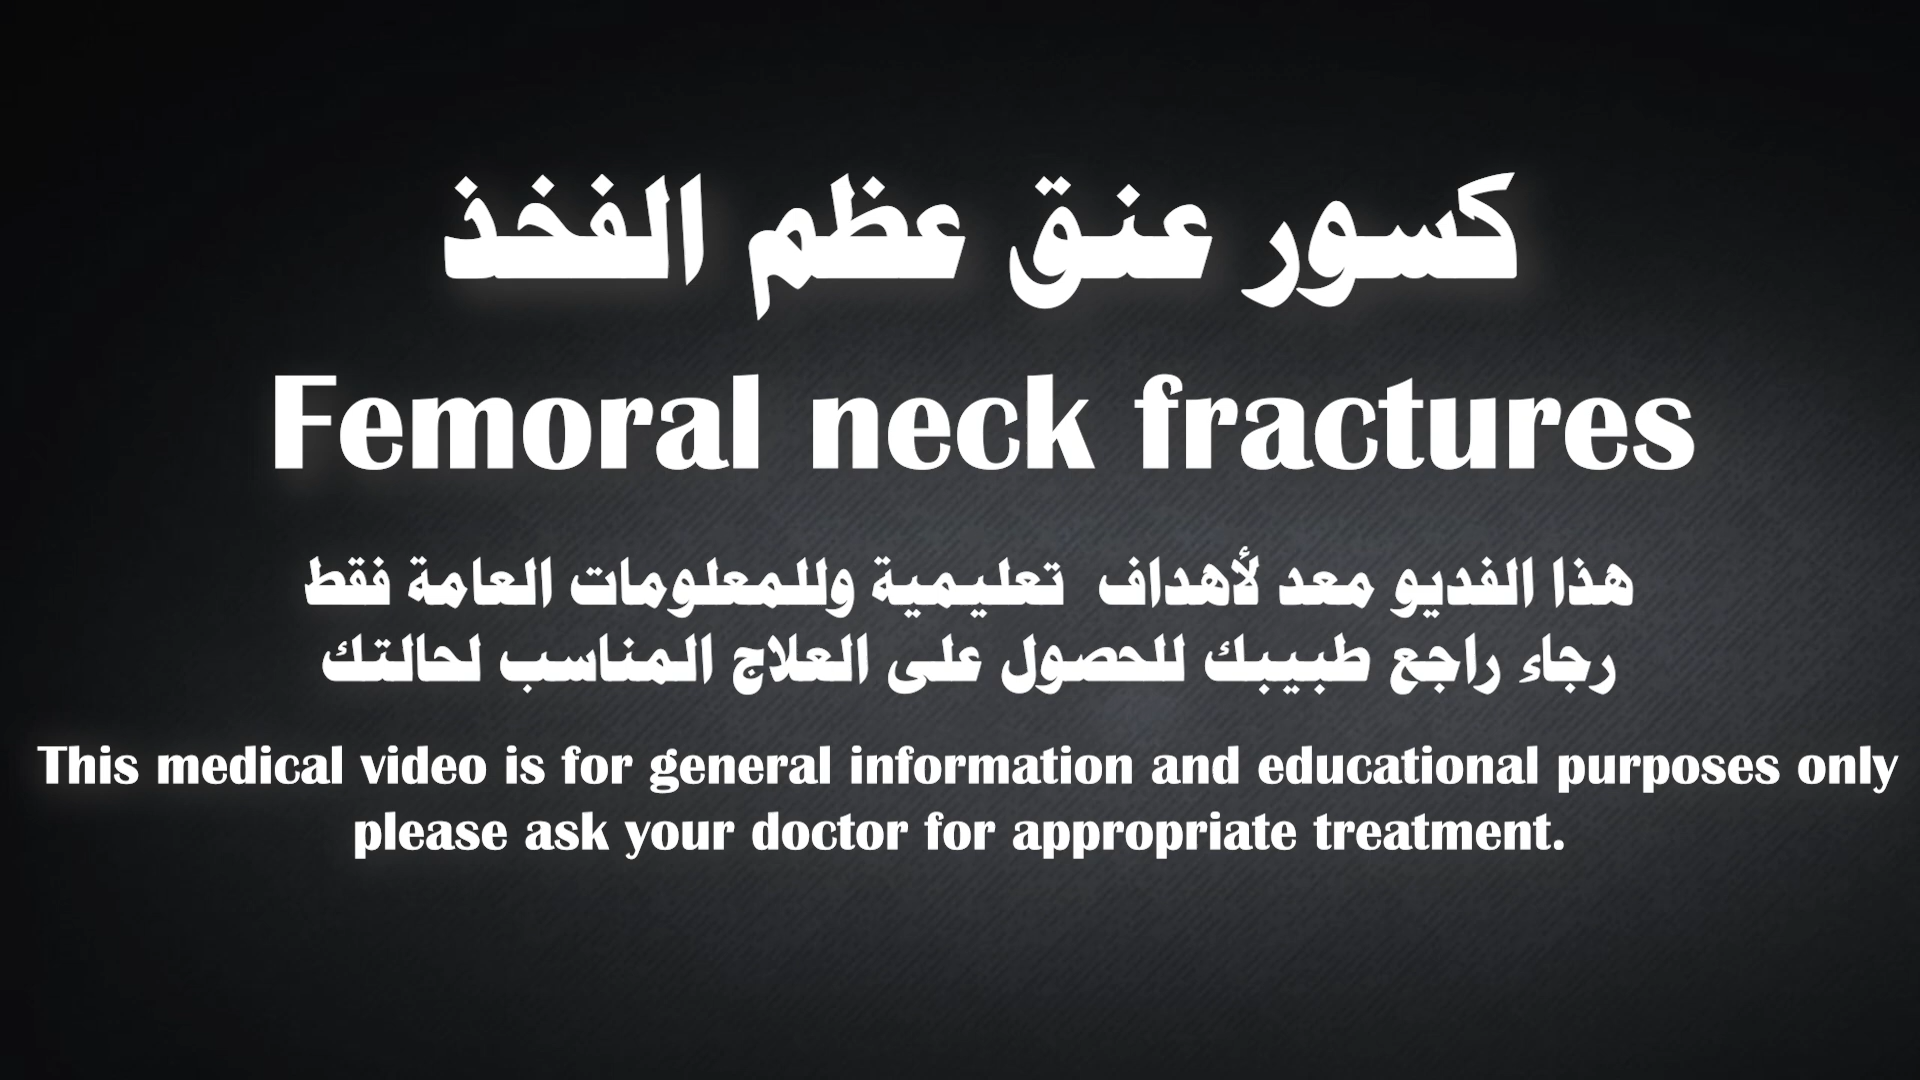 كسور عنق عظم الفخذ
Femoral neck fractures
هذا الفديو معد لأهداف تعليمية وللمعلومات العامة فقط
رجاء راجع طبيبك للحصول على العلاج المناسب لحالتك
This medical video is for general information and educational purposes only
please ask your doctor for appropriate treatment.